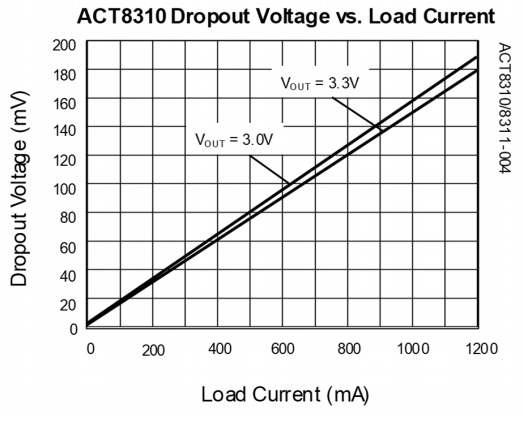 ACT8310 Dropout Voltage vs. Load Current
ACT8310/8311-004
Dropout Voltage (mV)
200
180
160
140
120
100
80
60
40
20
0
VOUT = 3.3V
VOUT = 3.0V
0 200 400 600 800 1000 1200
Load Current (mA)